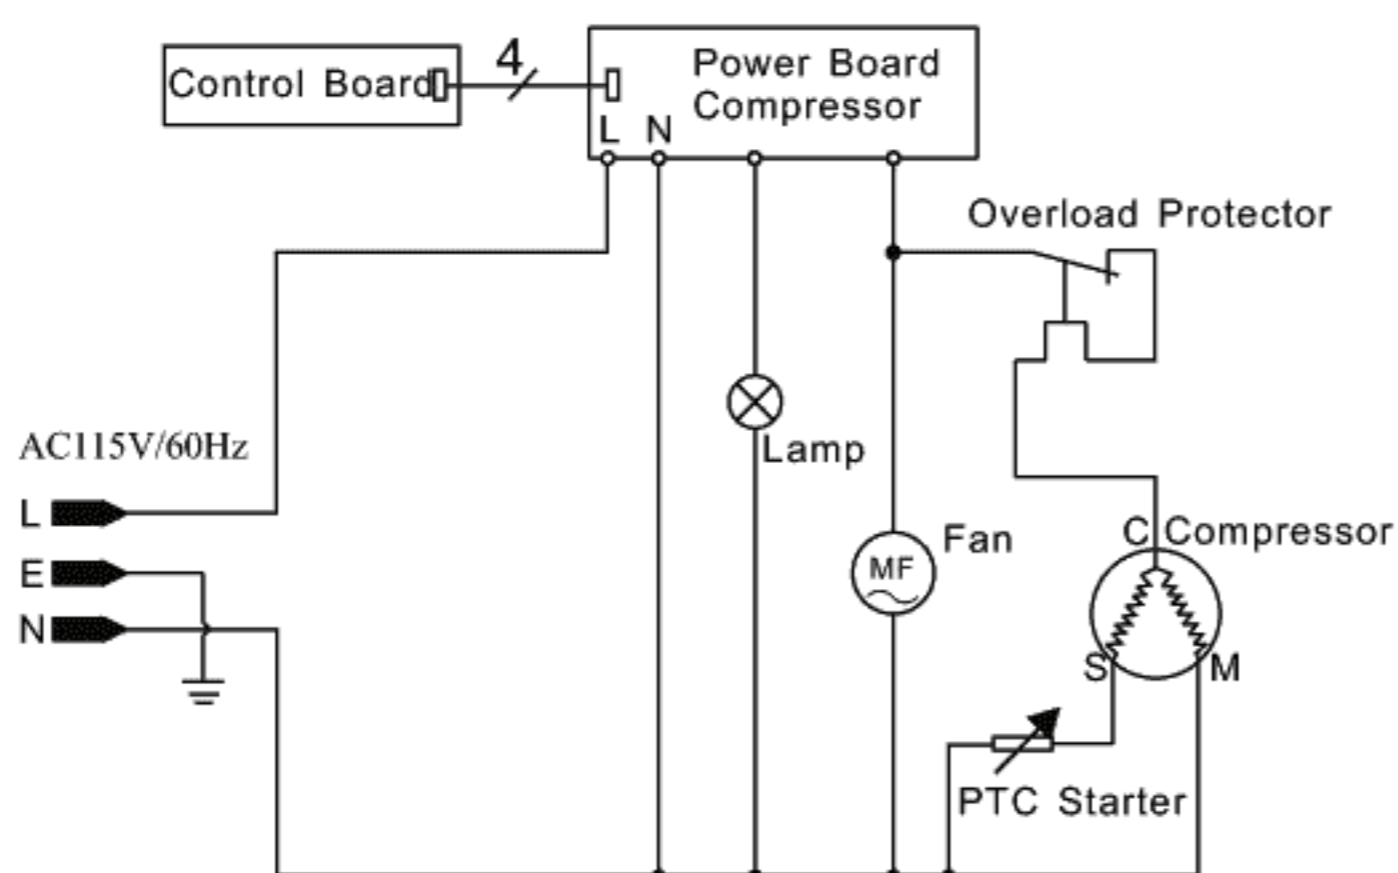 Control Board
4
Power Board
Compressor
L N
Overload Protector
AC115V/60Hz
Lamp
L
Fan
C Compressor
E
MF
N
S
M
PTC Starter